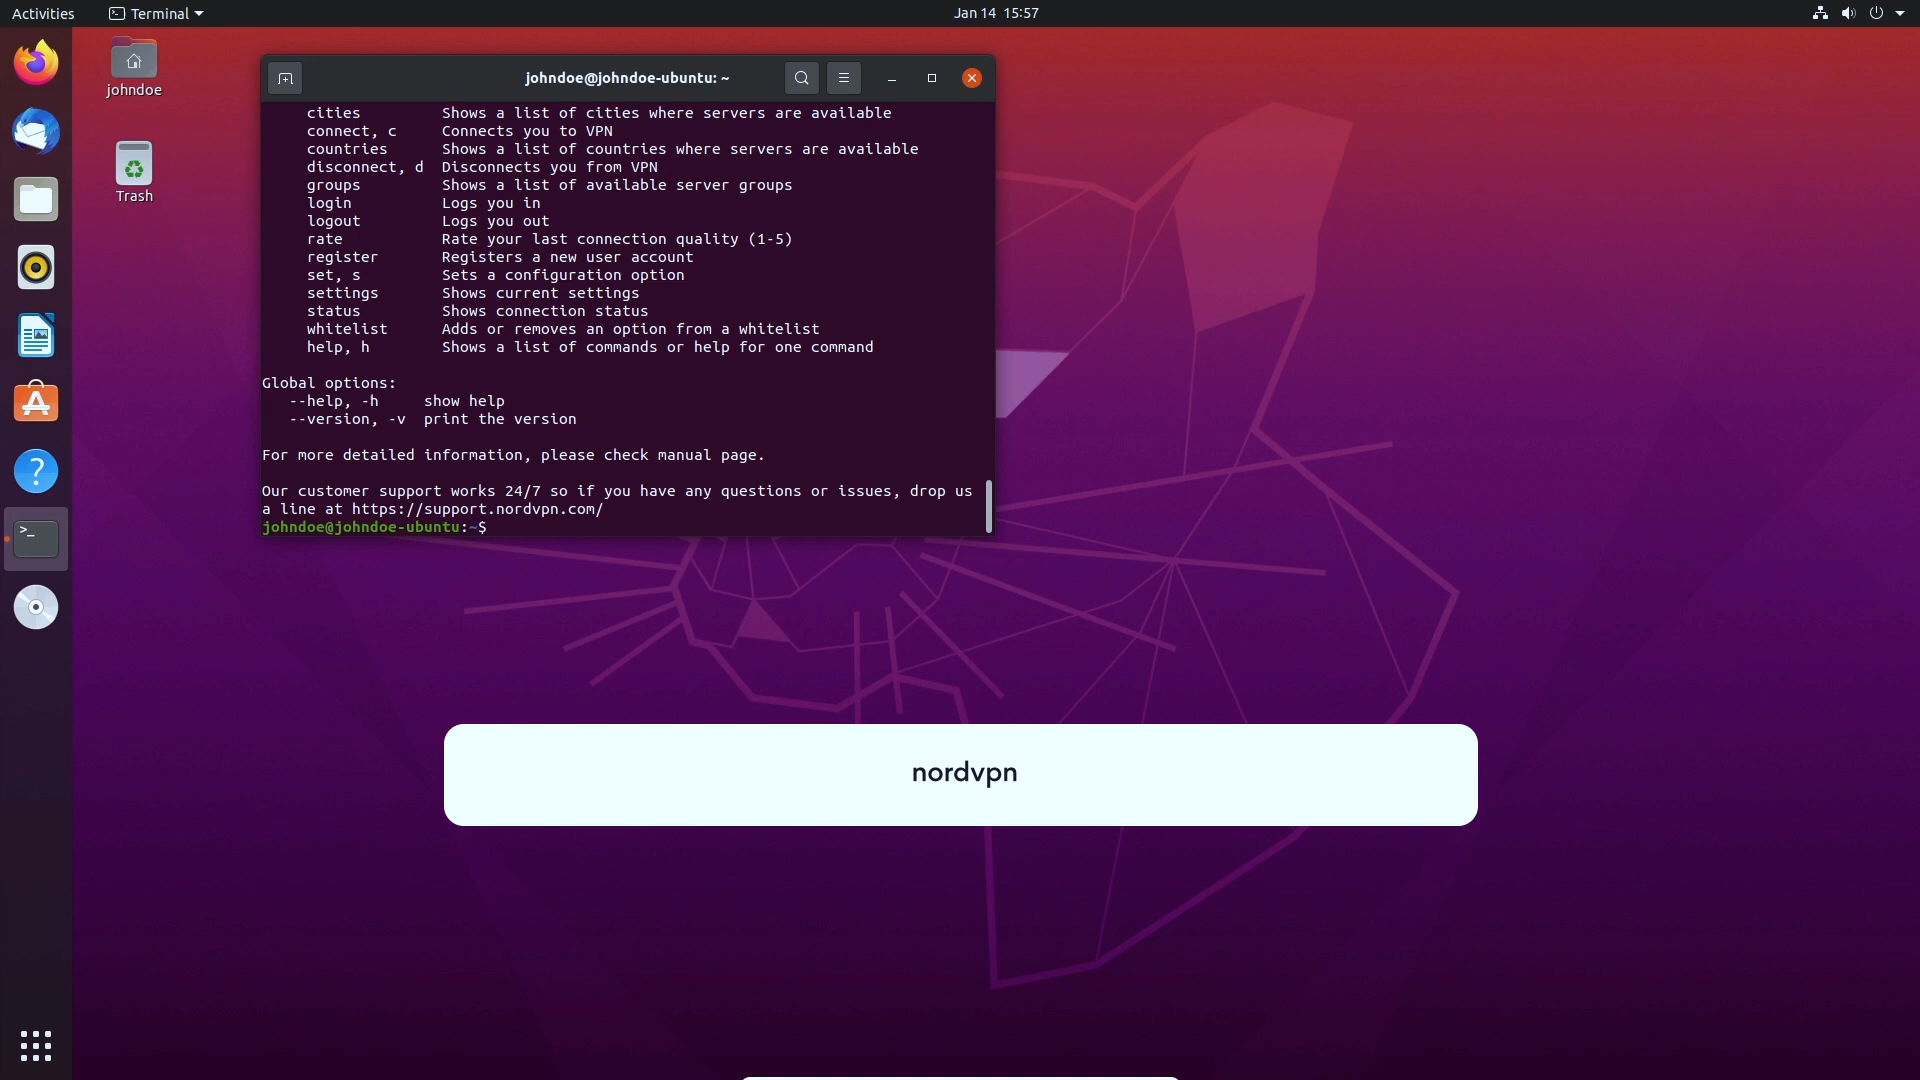 Activities
Terminal
Jan 14 15:57
johndoe
Trash
johndoe@johndoe-ubuntu: ~
cities Shows a list of cities where servers are available
connect, c Connects you to VPN
countries Shows a list of countries where servers are available
disconnect, d Disconnects you from VPN
groups Shows a list of available server groups
login Logs you in
logout Logs you out
rate Rate your last connection quality (1-5)
register Registers a new user account
set, s Sets a configuration option
settings Shows current settings
status Shows connection status
whitelist Adds or removes an option from a whitelist
help, h Shows a list of commands or help for one command
Global options:
--help, -h show help
--version, -v print the version
For more detailed information, please check manual page.
Our customer support works 24/7 so if you have any questions or issues, drop us
a line at https://support.nordvpn.com/
johndoe@johndoe-ubuntu:~$
nordvpn